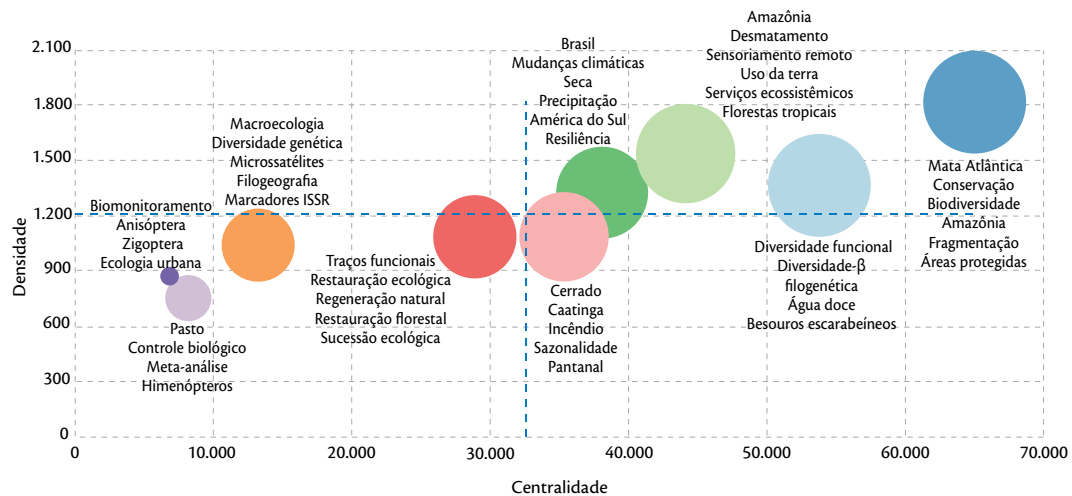 Densidade
2.100
1.800
1.500
1.200
900
600
300
0
Biomonitoramento
Anisóptera
Zigoptera
Ecologia urbana
Pasto
Controle biológico
Meta-análise
Himenópteros
Macroecologia
Diversidade genética
Microssatélites
Filogeografia
Marcadores ISSR
Traços funcionais
Restauração ecológica
Regeneração natural
Restauração florestal
Sucessão ecológica
Brasil
Mudanças climáticas
Seca
Precipitação
América do Sul
Resiliência
Cerrado
Caatinga
Incêndio
Sazonalidade
Pantanal
Amazônia
Desmatamento
Sensoriamento remoto
Uso da terra
Serviços ecossistêmicos
Florestas tropicais
Diversidade funcional
Diversidade-β
filogenética
Água doce
Besouros escarabeíneos
Mata Atlântica
Conservação
Biodiversidade
Amazônia
Fragmentação
Áreas protegidas
0
10.000
20.000
30.000
40.000
50.000
60.000
70.000
Centralidade